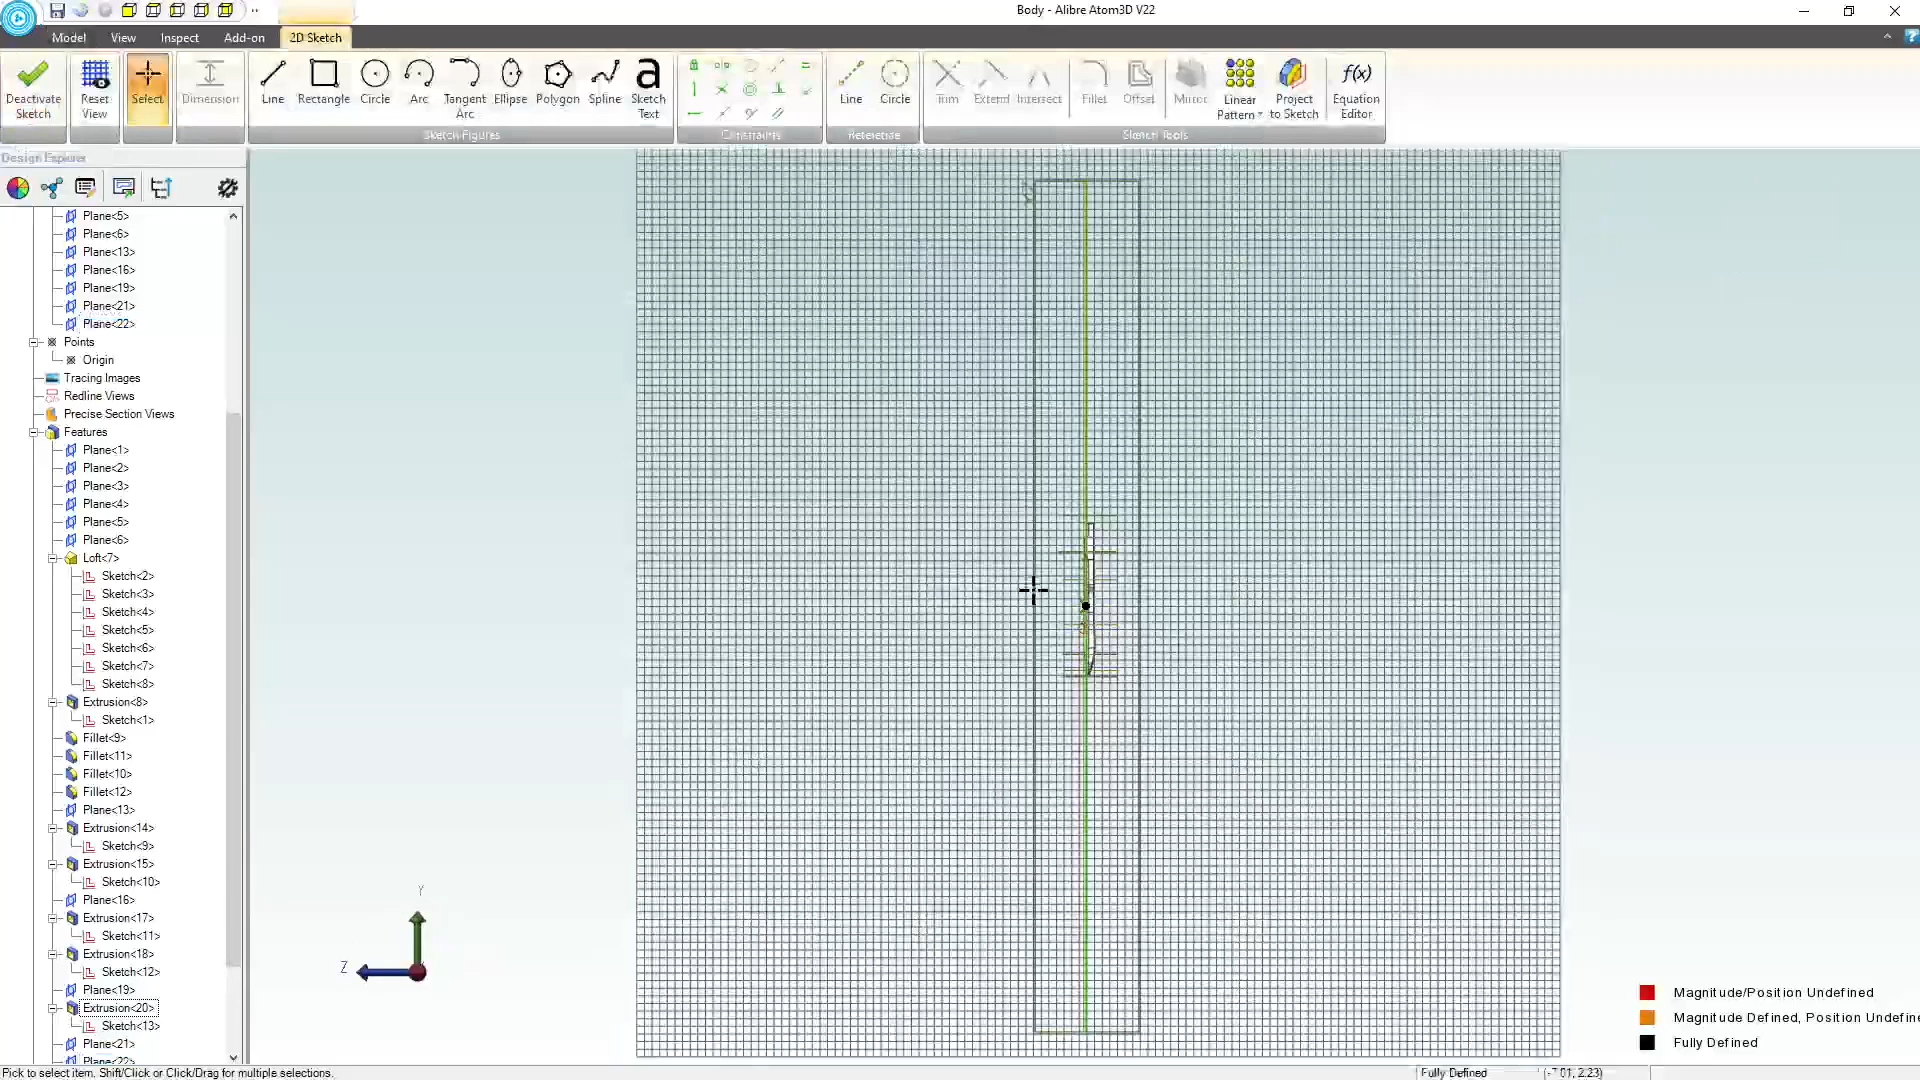 Body - Alibre Atom3D V22
Model
View
Inspect
Add-on
2D Sketch
Deactivate Sketch
Reset View
Select
Dimension
Line
Rectangle
Circle
Arc
Tangent Arc
Ellipse
Polygon
Spline
Sketch Text
Line
Circle
Trim
Extend
Intersect
Fillet
Offset
Mirror
Linear Pattern
Project to Sketch
f(x)
Equation Editor
Sketch Figures
Constraints
Reference
Sketch Tools
Design Explorer
Plane<5>
Plane<6>
Plane<13>
Plane<16>
Plane<19>
Plane<21>
Plane<22>
Points
Origin
Tracing Images
Redline Views
Precise Section Views
Features
Plane<1>
Plane<2>
Plane<3>
Plane<4>
Plane<5>
Plane<6>
Loft<7>
Sketch<2>
Sketch<3>
Sketch<4>
Sketch<5>
Sketch<6>
Sketch<7>
Sketch<8>
Extrusion<8>
Sketch<1>
Fillet<9>
Fillet<11>
Fillet<10>
Fillet<12>
Plane<13>
Extrusion<14>
Sketch<9>
Extrusion<15>
Sketch<10>
Plane<16>
Extrusion<17>
Sketch<11>
Extrusion<18>
Sketch<12>
Plane<19>
Extrusion<20>
Sketch<13>
Plane<21>
Plane<22>
Y
Z
Magnitude/Position Undefined
Magnitude Defined, Position Undefine
Fully Defined
Pick to select item. Shift/Click or Click/Drag for multiple selections.
Fully Defined